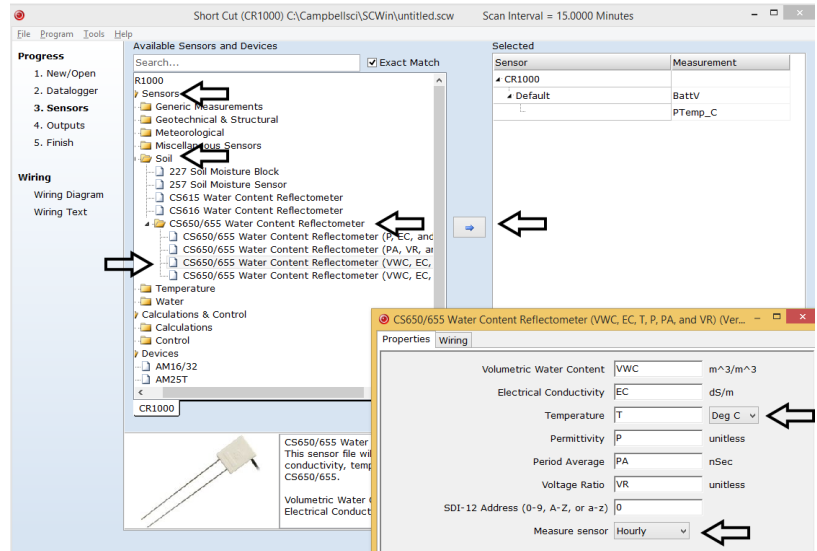 Short Cut (CR1000) C:\Campbellsci\SCWin\untitled.scw Scan Interval = 15.0000 Minutes
File Program Tools Help
Progress
1. New/Open
2. Datalogger
3. Sensors
4. Outputs
5. Finish
Wiring
Wiring Diagram
Wiring Text
Available Sensors and Devices
Search...
Exact Match
R1000
Sensors
Generic Measurements
Geotechnical & Structural
Meteorological
Miscellaneous Sensors
Soil
227 Soil Moisture Block
257 Soil Moisture Sensor
CS615 Water Content Reflectometer
CS616 Water Content Reflectometer
CS650/655 Water Content Reflectometer
CS650/655 Water Content Reflectometer (P, EC, and
CS650/655 Water Content Reflectometer (PA, VR, ar
CS650/655 Water Content Reflectometer (VWC, EC,
CS650/655 Water Content Reflectometer (VWC, EC,
Temperature
Water
Calculations & Control
Calculations
Control
Devices
AM16/32
AM25T
CR1000
CS650/655 Water
This sensor file wil
conductivity, temp
CS650/655.
Volumetric Water
Electrical Conduct
Selected
Sensor Measurement
CR1000
Default BattV
PTemp_C
CS650/655 Water Content Reflectometer (VWC, EC, T, P, PA, and VR) (Ver...
Properties Wiring
Volumetric Water Content VWC m^3/m^3
Electrical Conductivity EC dS/m
Temperature T Deg C
Permittivity P unitless
Period Average PA nSec
Voltage Ratio VR unitless
SDI-12 Address (0-9, A-Z, or a-z) 0
Measure sensor Hourly